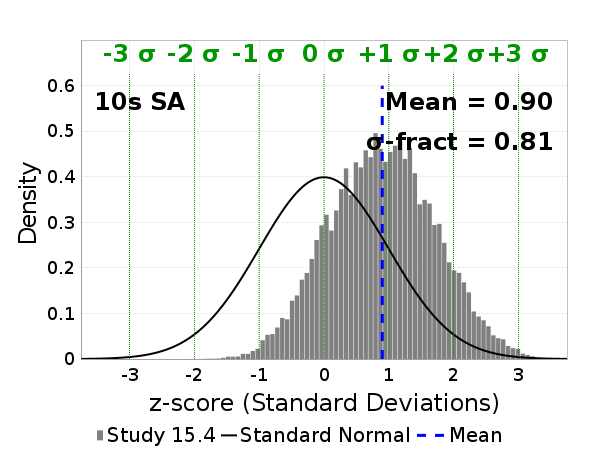 -3 σ -2 σ -1 σ 0 σ +1 σ +2 σ +3 σ
0.6
10s SA
Mean = 0.90
0.5
σ-fract = 0.81
0.4
0.3
0.2
0.1
0
Density
-3 -2 -1 0 1 2 3
z-score (Standard Deviations)
Study 15.4 Standard Normal Mean